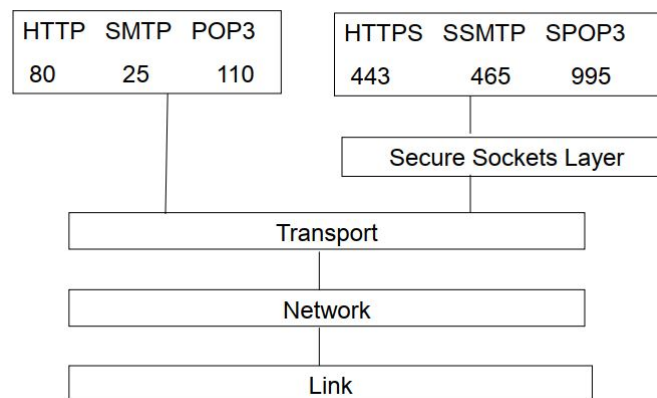 HTTP SMTP POP3
80 25 110
HTTPS SSMTP SPOP3
443 465 995
Secure Sockets Layer
Transport
Network
Link